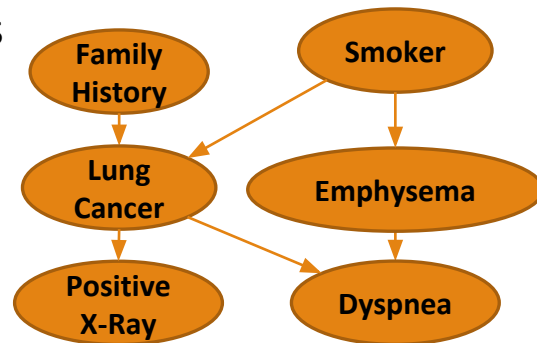 s
Family
History
Smoker
Lung
Cancer
Emphysema
Positive
X-Ray
Dyspnea